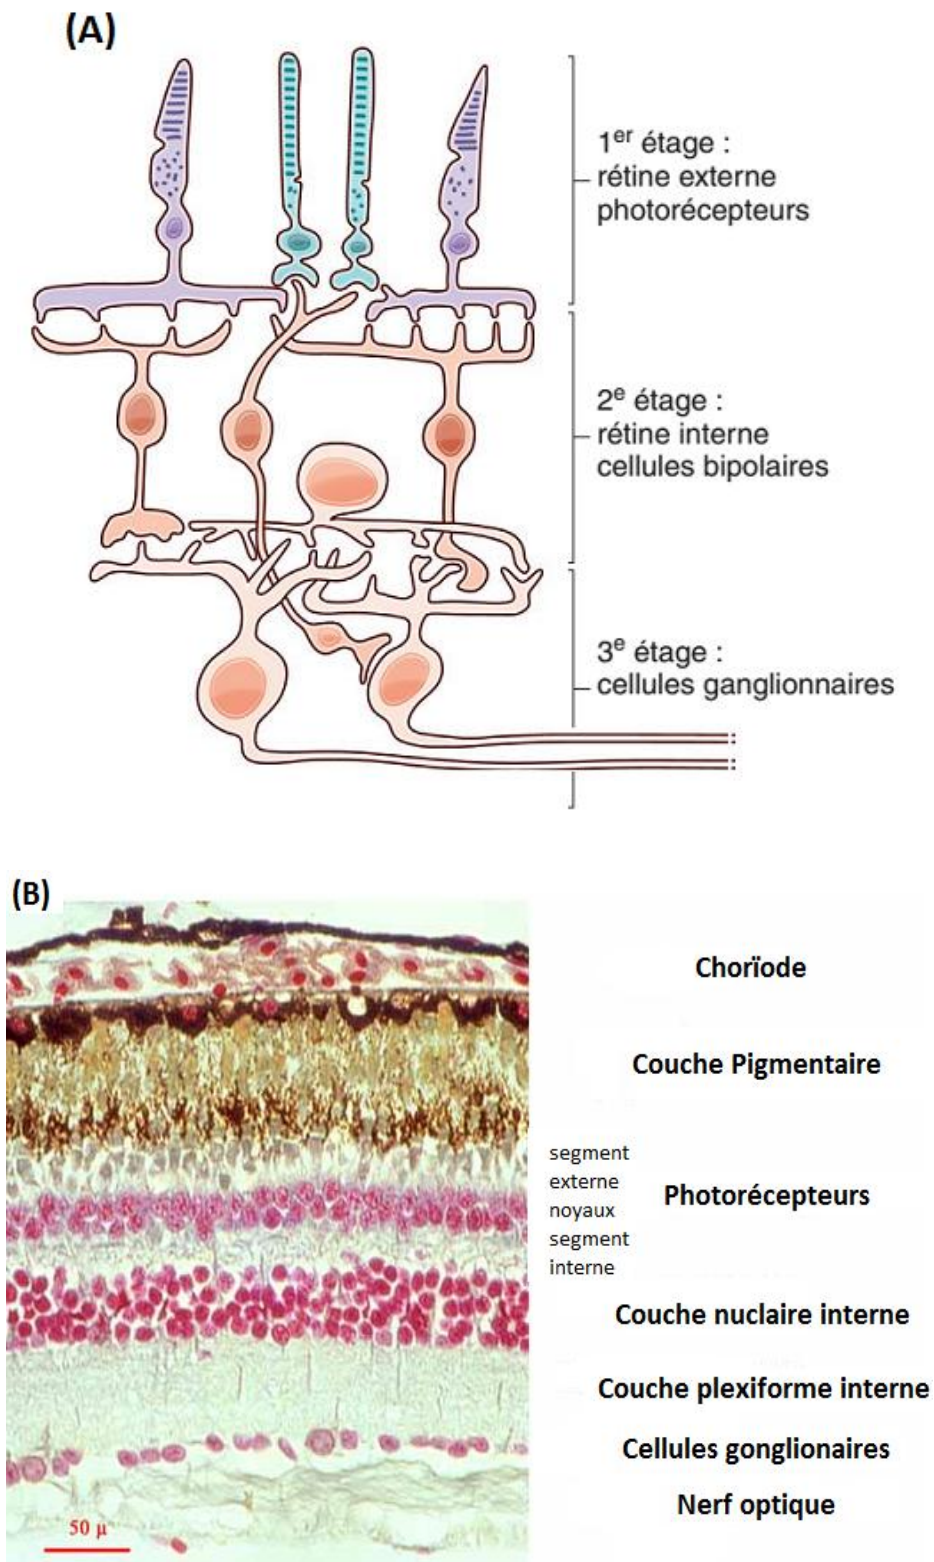 (A)
1er étage :
rétine externe
photorécepteurs
2e étage :
rétine interne
cellules bipolaires
3e étage :
cellules ganglionnaires
(B)
Chorïode
Couche Pigmentaire
segment
externe
noyaux
segment
interne
Photorécepteurs
Couche nuclaire interne
Couche plexiforme interne
Cellules gonglionaires
Nerf optique
50 µ